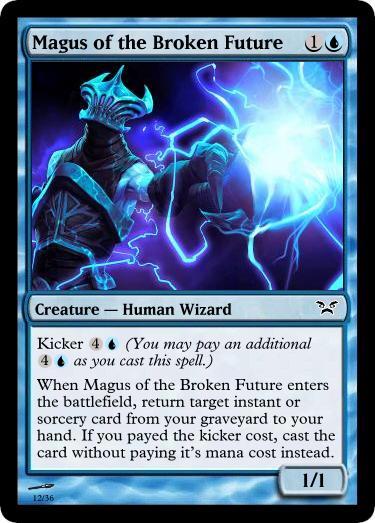 Magus of the Broken Future 1
Creature — Human Wizard
Kicker 4 (You may pay an additional
4 as you cast this spell.)
When Magus of the Broken Future enters
the battlefield, return target instant or
sorcery card from your graveyard to your
hand. If you payed the kicker cost, cast the
card without paying it's mana cost instead.
1/1
12/36